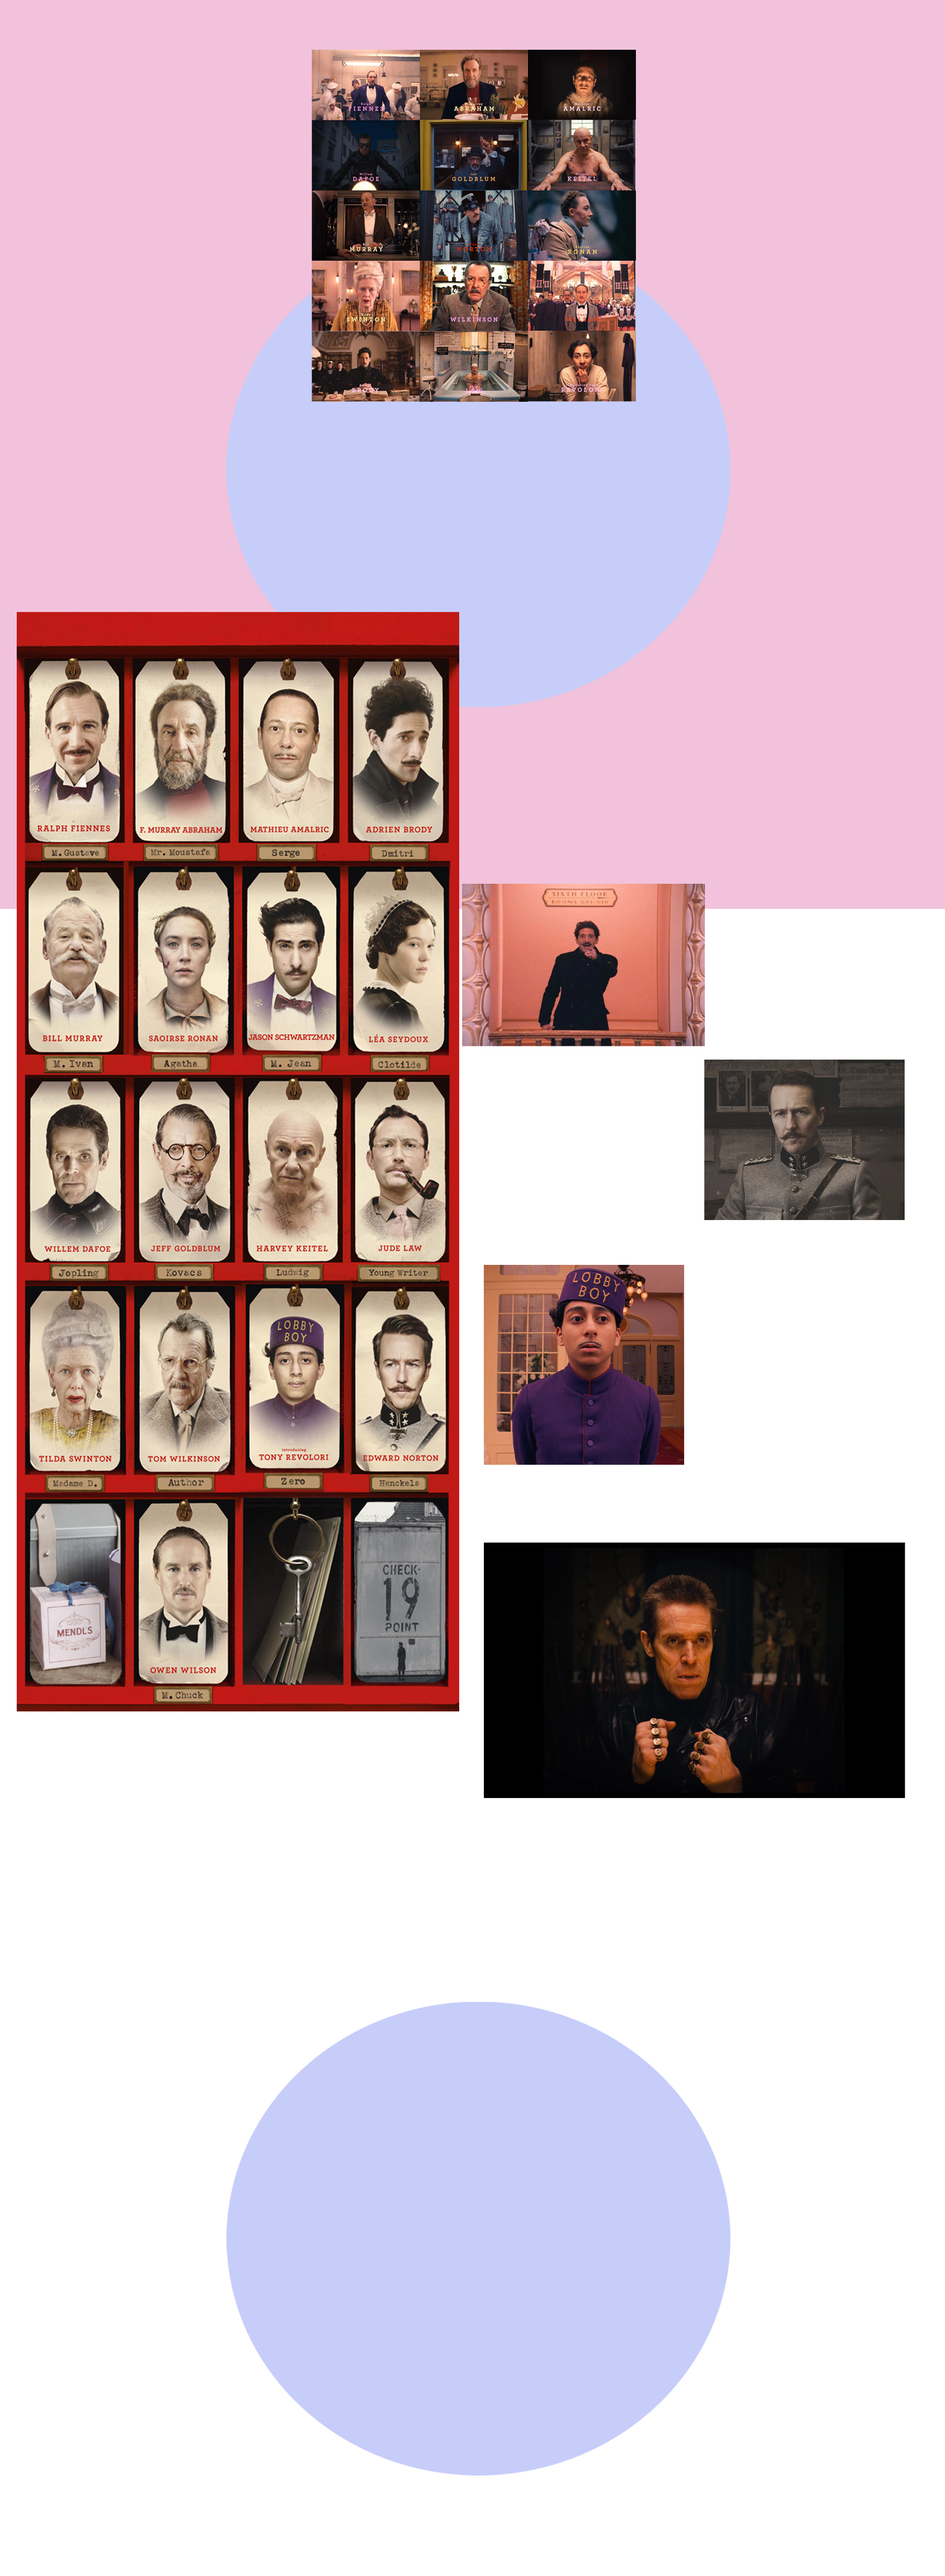 FIENNES
ABRAHAM
AMALRIC
Willem
DAFOE
GOLDBLUM
KEITEL
MURRAY
NORTON
RONAN
SWINTON
WILKINSON
BRODY
LAW
REVOLORI
RALPH FIENNES
F. MURRAY ABRAHAM
MATHIEU AMALRIC
ADRIEN BRODY
M. Gustave
Mr. Moustafa
Serge
Dmitri
BILL MURRAY
SAOIRSE RONAN
JASON SCHWARTZMAN
LÉA SEYDOUX
M. Ivan
Agatha
M. Jean
Clotilde
WILLEM DAFOE
JEFF GOLDBLUM
HARVEY KEITEL
JUDE LAW
Jopling
Kovacs
Ludwig
Young Writer
LOBBY
BOY
TILDA SWINTON
TOM WILKINSON
introducing
TONY REVOLORI
EDWARD NORTON
Madame D.
Author
Zero
Henckels
MENDL'S
CHECK-
19
POINT
OWEN WILSON
M. Chuck
SIXTH FLOOR
LOBBY
BOY